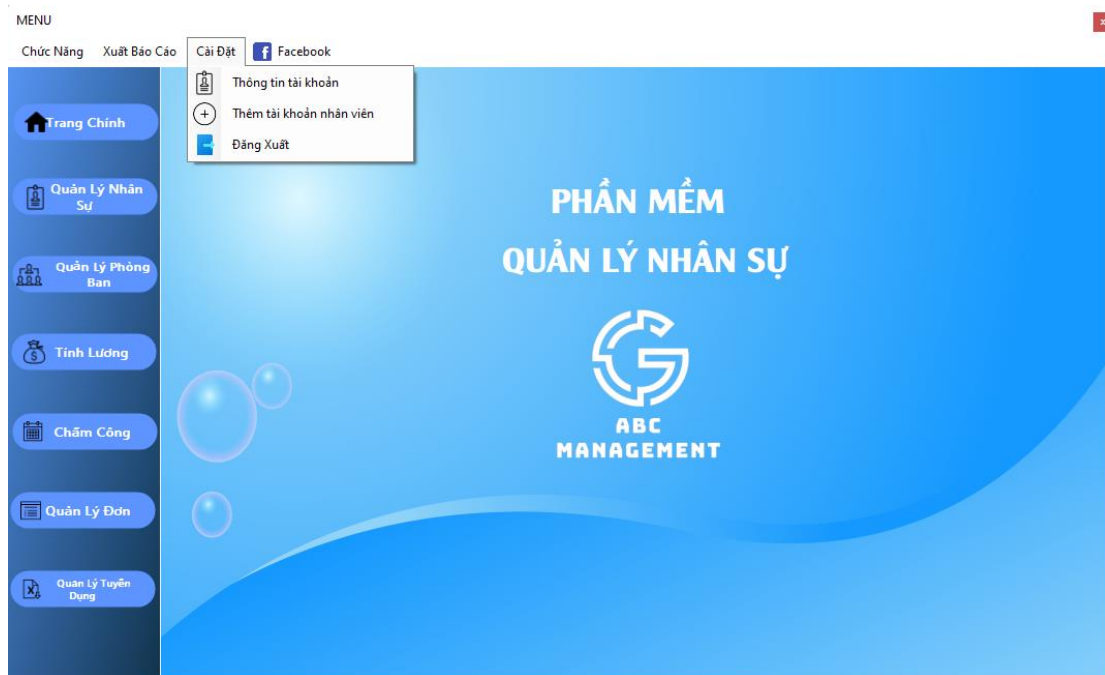 MENU
Chức Năng Xuất Báo Cáo Cài Đặt Facebook
Thông tin tài khoản
Thêm tài khoản nhân viên
Đăng Xuất
Trang Chính
Quản Lý Nhân
Sự
Quản Lý Phòng
Ban
Tính Lương
Chấm Công
Quản Lý Đơn
Quản Lý Tuyển
Dụng
PHẦN MỀM
QUẢN LÝ NHÂN SỰ
ABC
MANAGEMENT